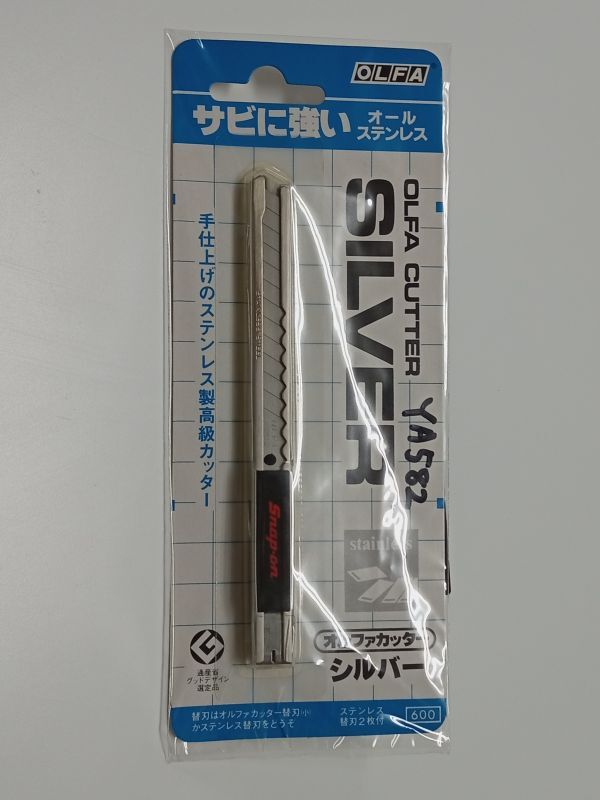 OLFA
サビに強い
オール
ステンレス
OLFA CUTTER
SILVER
YA582
手仕上げのステンレス製高級カッター
Snap-on
stainless
オルファカッター
シルバー
通産省
グッドデザイン
選定品
替刃はオルファカッター替刃(小)
かステンレス替刃をどうぞ
ステンレス
替刃2枚付
600